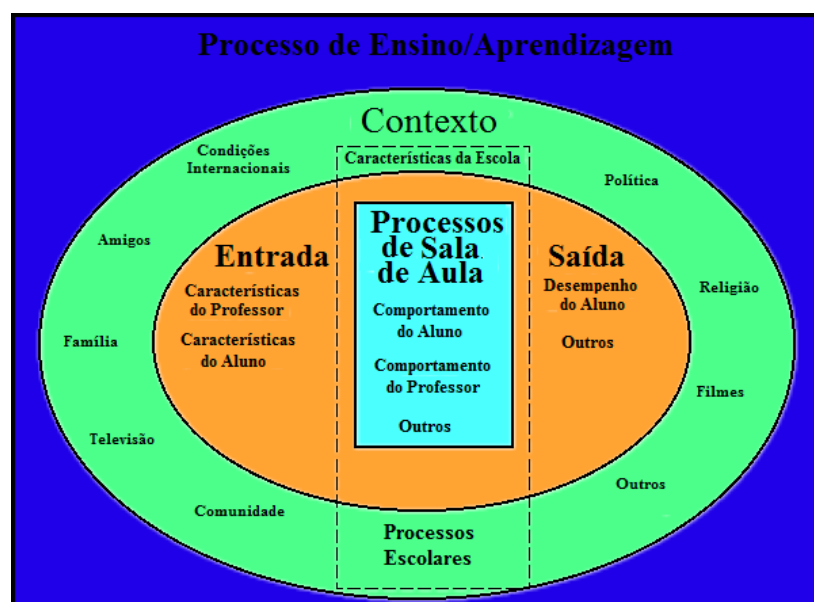 Processo de Ensino/Aprendizagem
Contexto
Características da Escola
Condições
Internacionais
Política
Amigos
Religião
Família
Filmes
Televisão
Outros
Comunidade
Entrada
Características
do Professor
Características
do Aluno
Processos
de Sala
de Aula
Comportamento
do Aluno
Comportamento
do Professor
Outros
Saída
Desempenho
do Aluno
Outros
Processos
Escolares